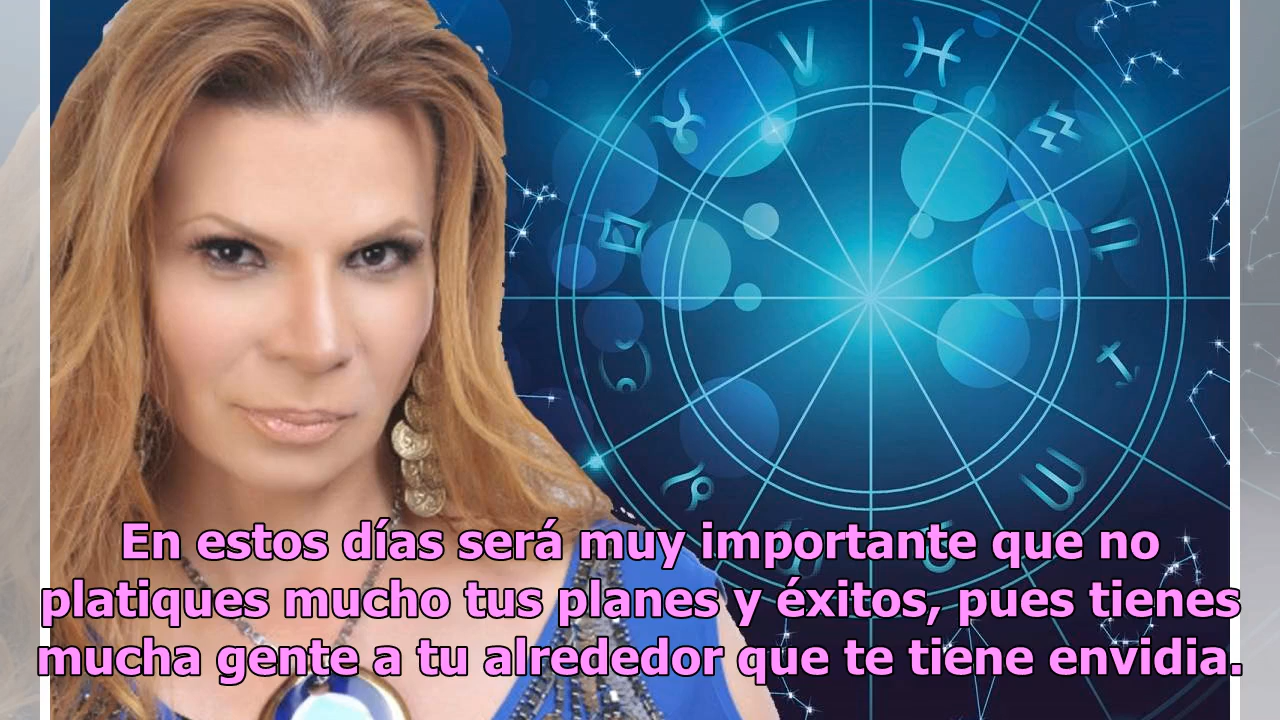 En estos días será muy importante que no
platiques mucho tus planes y éxitos, pues tienes
mucha gente a tu alrededor que te tiene envidia.